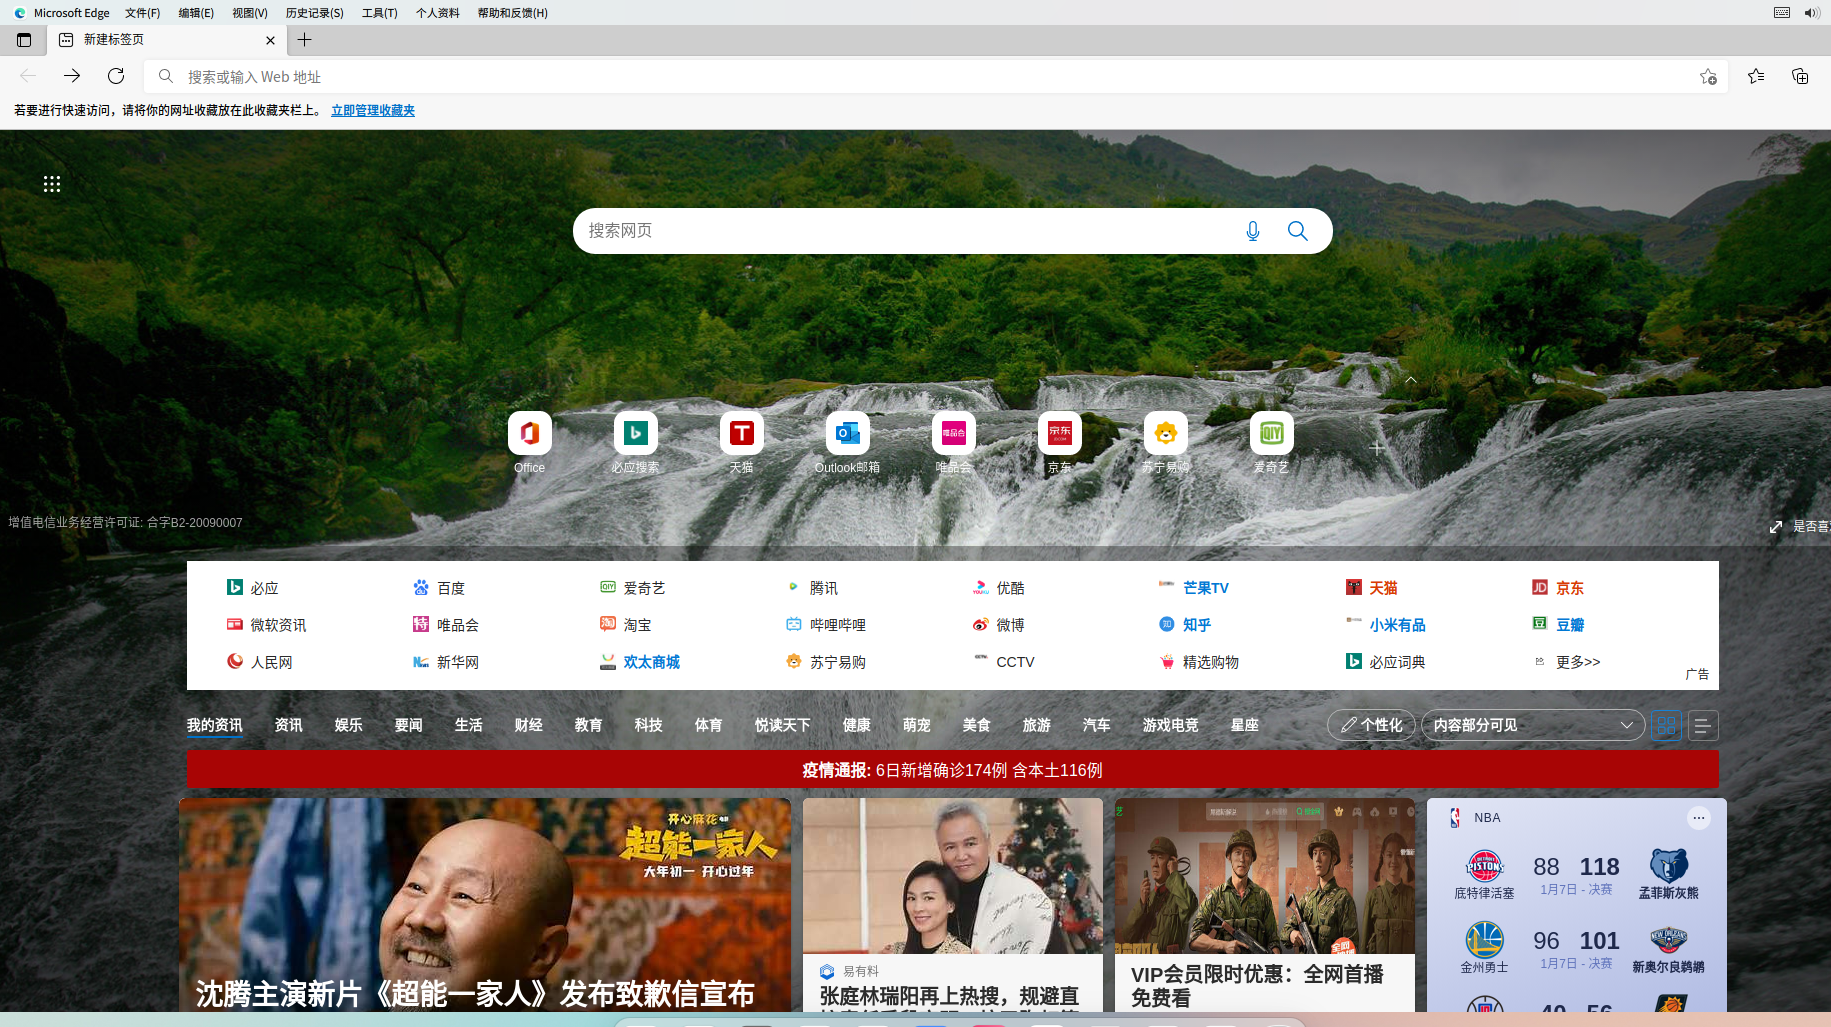 Microsoft Edge 文件(F) 编辑(E) 视图(V) 历史记录(S) 工具(T) 个人资料 帮助和反馈(H)
新建标签页
搜索或输入 Web 地址
若要进行快速访问，请将你的网址收藏放在此收藏夹栏上。 立即管理收藏夹
搜索网页
Office 必应搜索 天猫 Outlook邮箱 唯品会 京东 苏宁易购 爱奇艺
增值电信业务经营许可证: 合字B2-20090007
是否喜
必应 百度 爱奇艺 腾讯 优酷 芒果TV 天猫 京东
微软资讯 唯品会 淘宝 哔哩哔哩 微博 知乎 小米有品 豆瓣
人民网 新华网 欢太商城 苏宁易购 CCTV 精选购物 必应词典 更多>>
广告
我的资讯 资讯 娱乐 要闻 生活 财经 教育 科技 体育 悦读天下 健康 萌宠 美食 旅游 汽车 游戏电竞 星座 个性化 内容部分可见
疫情通报: 6日新增确诊174例 含本土116例
开心麻花
超能一家人
大年初一 开心过年
沈腾主演新片《超能一家人》发布致歉信宣布
易有料
张庭林瑞阳再上热搜，规避直
VIP会员限时优惠：全网首播
免费看
NBA
88 118
1月7日 - 决赛
底特律活塞 孟菲斯灰熊
96 101
1月7日 - 决赛
金州勇士 新奥尔良鹈鹕
40 56